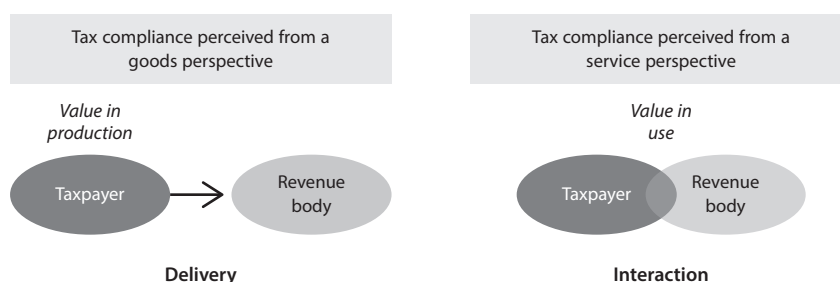 Tax compliance perceived from a
goods perspective
Value in
production
Taxpayer
Revenue
body
Delivery
Tax compliance perceived from a
service perspective
Value in
use
Taxpayer
Revenue
body
Interaction